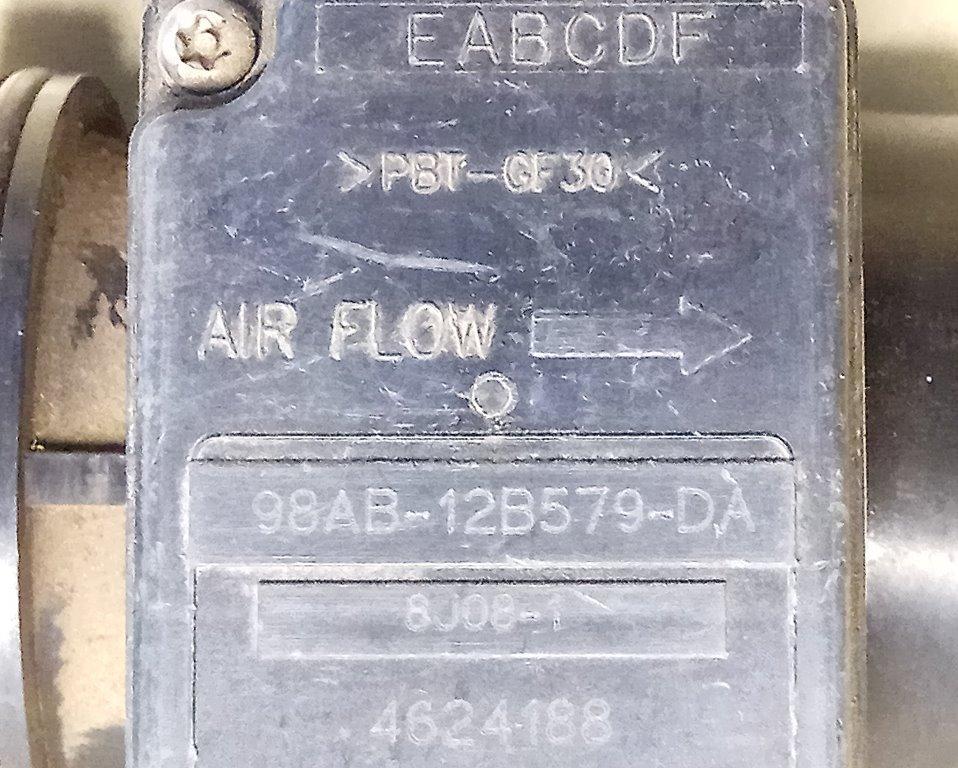 EABCDF
>PBT-GF30<
AIR FLOW
98AB-12B579-DA
8J08-1
4624188